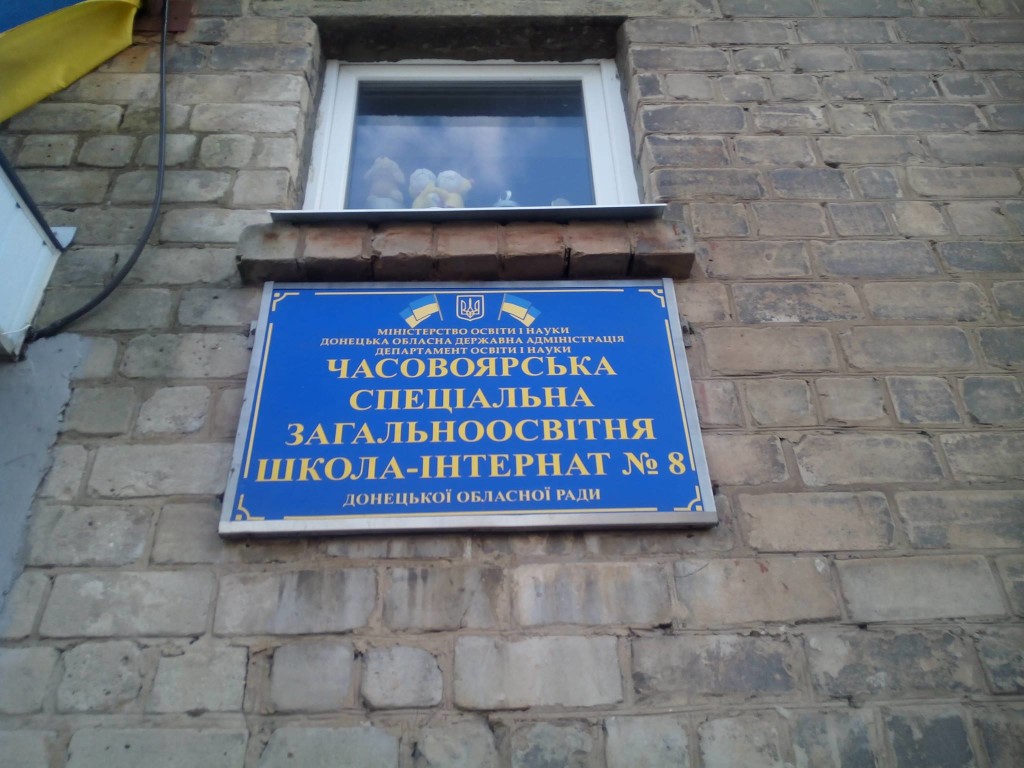 МІНІСТЕРСТВО ОСВІТИ І НАУКИ
ДОНЕЦЬКА ОБЛАСНА ДЕРЖАВНА АДМІНІСТРАЦІЯ
ДЕПАРТАМЕНТ ОСВІТИ І НАУКИ
ЧАСОВОЯРСЬКА
СПЕЦІАЛЬНА
ЗАГАЛЬНООСВІТНЯ
ШКОЛА-ІНТЕРНАТ № 8
ДОНЕЦЬКОЇ ОБЛАСНОЇ РАДИ